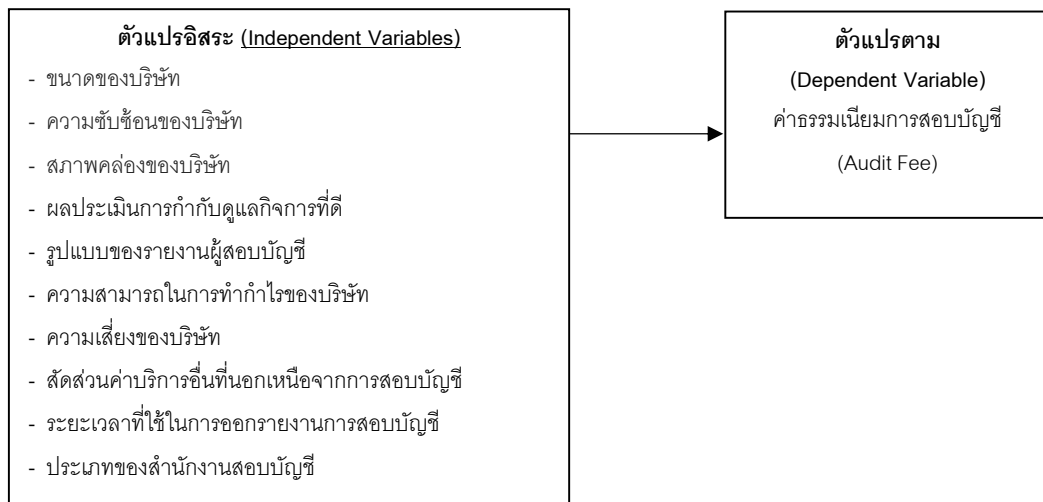 ตัวแปรอิสระ (Independent Variables)
- ขนาดของบริษัท
- ความซับซ้อนของบริษัท
- สภาพคล่องของบริษัท
- ผลประเมินการกำกับดูแลกิจการที่ดี
- รูปแบบของรายงานผู้สอบบัญชี
- ความสามารถในการทำกำไรของบริษัท
- ความเสี่ยงของบริษัท
- สัดส่วนค่าบริการอื่นที่นอกเหนือจากการสอบบัญชี
- ระยะเวลาที่ใช้ในการออกรายงานการสอบบัญชี
- ประเภทของสำนักงานสอบบัญชี
ตัวแปรตาม
(Dependent Variable)
ค่าธรรมเนียมการสอบบัญชี
(Audit Fee)